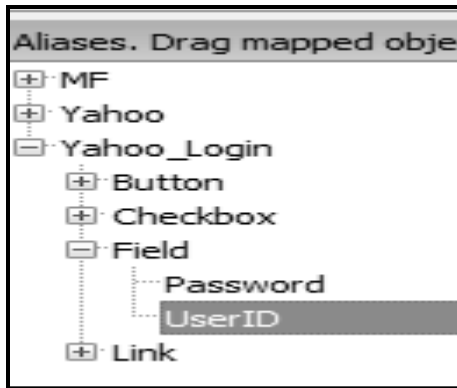 Aliases. Drag mapped obje
MF
Yahoo
Yahoo_Login
Button
Checkbox
Field
Password
UserID
Link